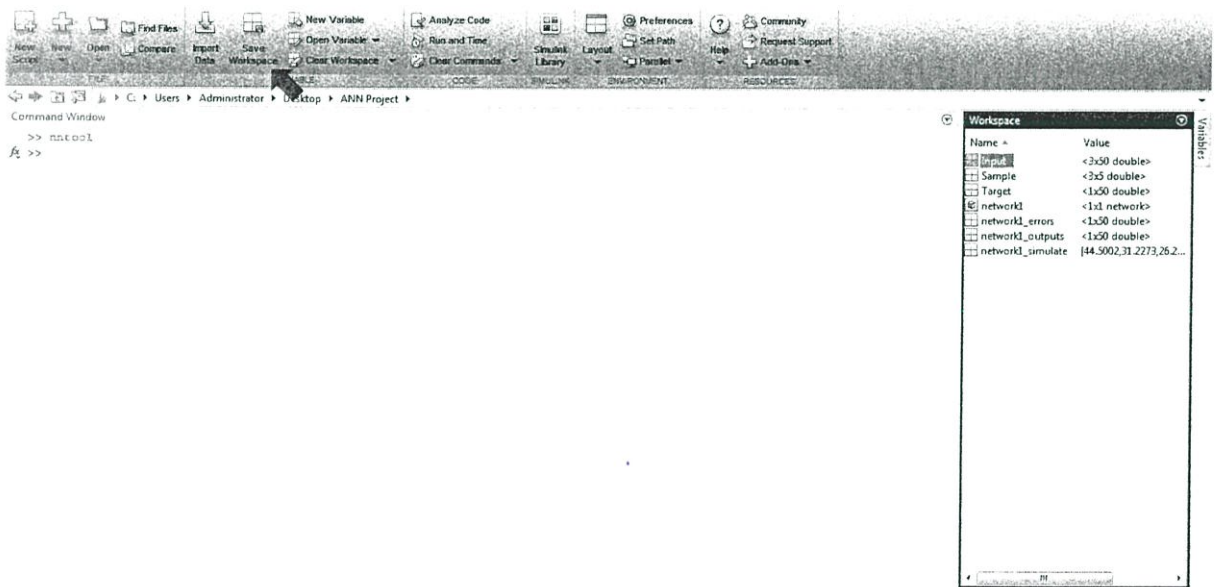 New Script New Open Find Files Compare Import Data Save Workspace New Variable Open Variable Clear Workspace Analyze Code Run and Time Clear Commands Simulink Library Layout Preferences Set Path Parallel Help Community Request Support Add-Ons
FILE CODE SIMULINK ENVIRONMENT RESOURCES
C: Users Administrator Desktop ANN Project
Command Window
>> nntool
fx >>
Workspace
Variables
Name Value
Input <3x50 double>
Sample <3x5 double>
Target <1x50 double>
network1 <1x1 network>
network1_errors <1x50 double>
network1_outputs <1x50 double>
network1_simulate [44.5002,31.2273,26.2...